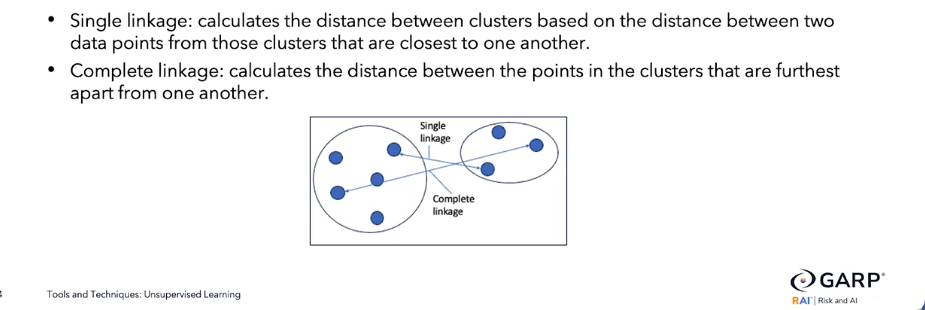 • Single linkage: calculates the distance between clusters based on the distance between two
data points from those clusters that are closest to one another.
• Complete linkage: calculates the distance between the points in the clusters that are furthest
apart from one another.
Single
linkage
Complete
linkage
Tools and Techniques: Unsupervised Learning
GARP®
RAI™ | Risk and AI